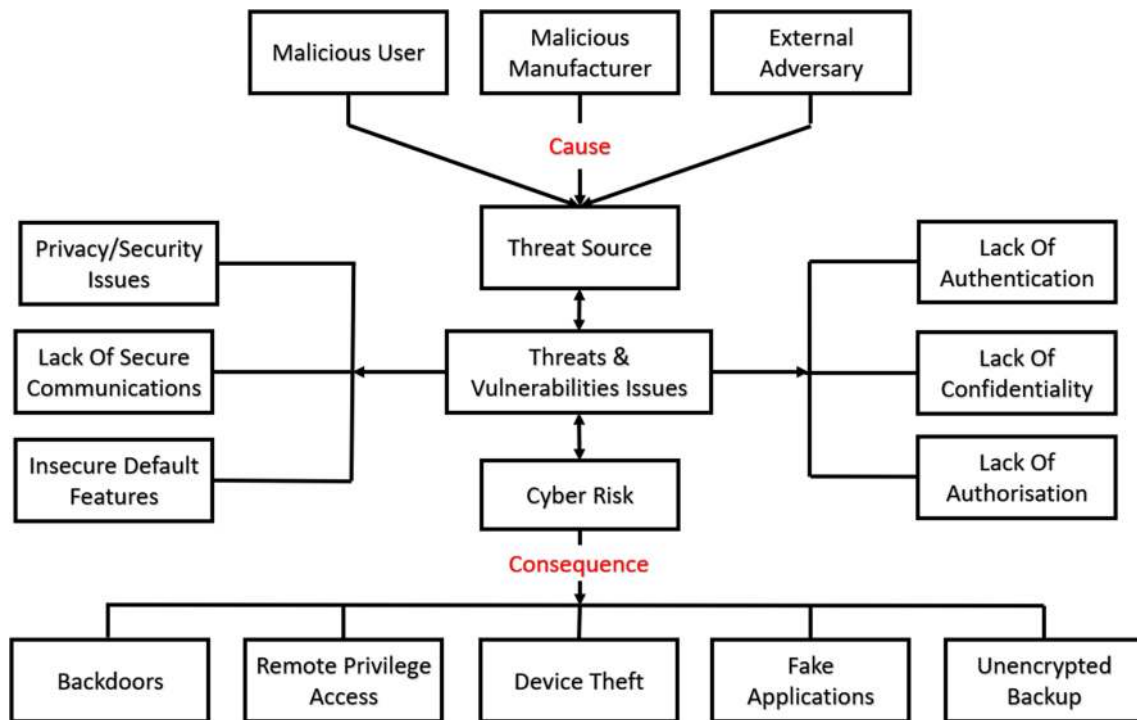 Malicious User
Malicious
Manufacturer
External
Adversary
Cause
Threat Source
Privacy/Security
Issues
Lack Of
Authentication
Lack Of Secure
Communications
Threats &
Vulnerabilities Issues
Lack Of
Confidentiality
Insecure Default
Features
Cyber Risk
Lack Of
Authorisation
Consequence
Backdoors
Remote Privilege
Access
Device Theft
Fake
Applications
Unencrypted
Backup